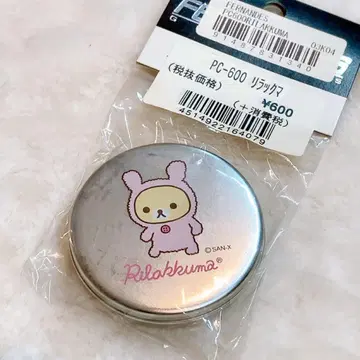 FERNANDES
PC600RILAKKUMA
03K04
PC-600 リラックマ
(税抜価格) ¥600
(+消費税)
4514922164079
©SAN-X
Rilakkuma®